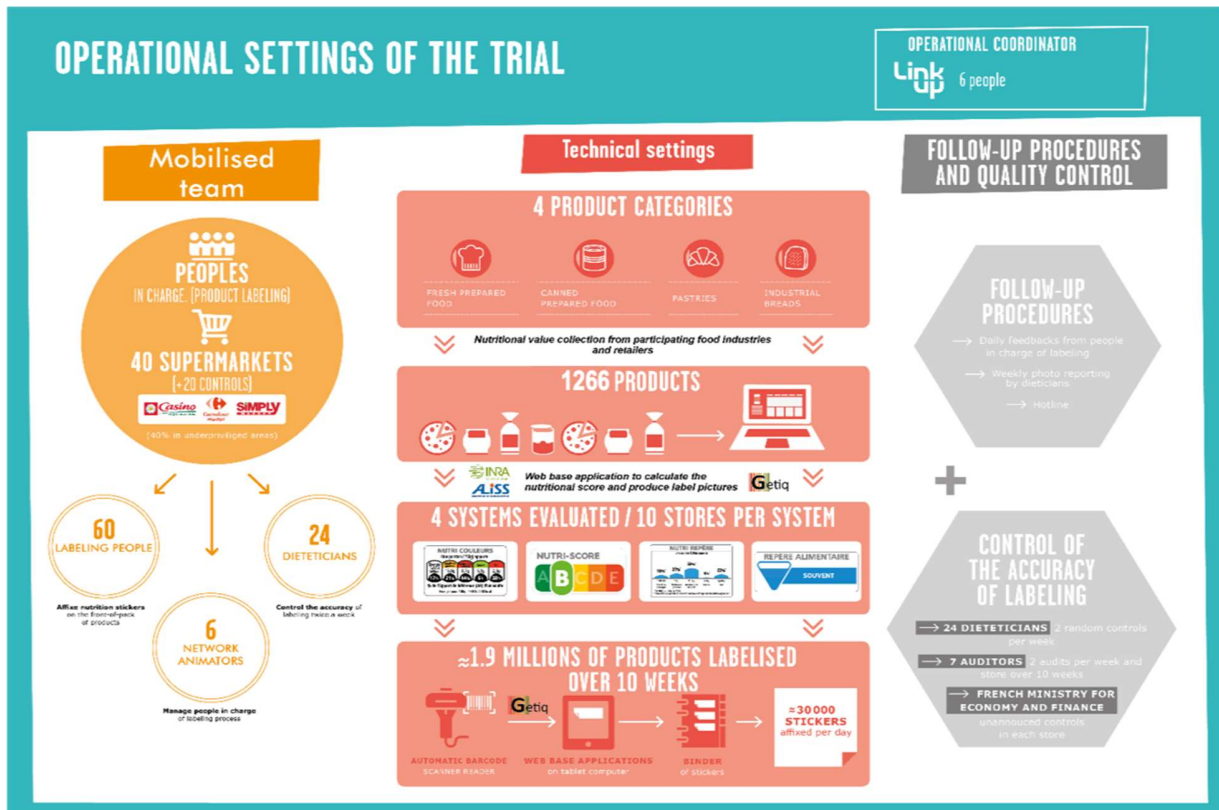 OPERATIONAL SETTINGS OF THE TRIAL
OPERATIONAL COORDINATOR
Link up
6 people
Mobilised
team
PEOPLES
IN CHARGE. [PRODUCT LABELING]
40 SUPERMARKETS
[+20 CONTROLS]
Casino
Carrefour
market
SIMPLY
MARKET
(40% in underprivileged areas)
60
LABELING PEOPLE
Affixe nutrition stickers
on the front-of-pack
of products
6
NETWORK
ANIMATORS
Manage people in charge
of labeling process
24
DIETETICIANS
Control the accuracy of
labeling twice a week
Technical settings
4 PRODUCT CATEGORIES
FRESH PREPARED
FOOD
CANNED
PREPARED FOOD
PASTRIES
INDUSTRIAL
BREADS
Nutritional value collection from participating food industries
and retailers
1266 PRODUCTS
INRA
ALISS
Web base application to calculate the
nutritional score and produce label pictures
Getiq
4 SYSTEMS EVALUATED / 10 STORES PER SYSTEM
NUTRI COULEURS
NUTRI-SCORE
A B C D E
NUTRI REPÈRE
REPÈRE ALIMENTAIRE
SOUVENT
≈1.9 MILLIONS OF PRODUCTS LABELISED
OVER 10 WEEKS
Getiq
AUTOMATIC BARCODE
SCANNER READER
WEB BASE APPLICATIONS
on tablet computer
BINDER
of stickers
≈30000
STICKERS
affixed per day
FOLLOW-UP PROCEDURES
AND QUALITY CONTROL
FOLLOW-UP
PROCEDURES
→ Daily feedbacks from people
in charge of labeling
→ Weekly photo reporting
by dieticians
→ Hotline
+
CONTROL OF
THE ACCURACY
OF LABELING
→ 24 DIETETICIANS 2 random controls
per week
→ 7 AUDITORS 2 audits per week and
store over 10 weeks
→ FRENCH MINISTRY FOR
ECONOMY AND FINANCE
unannouced controls
in each store